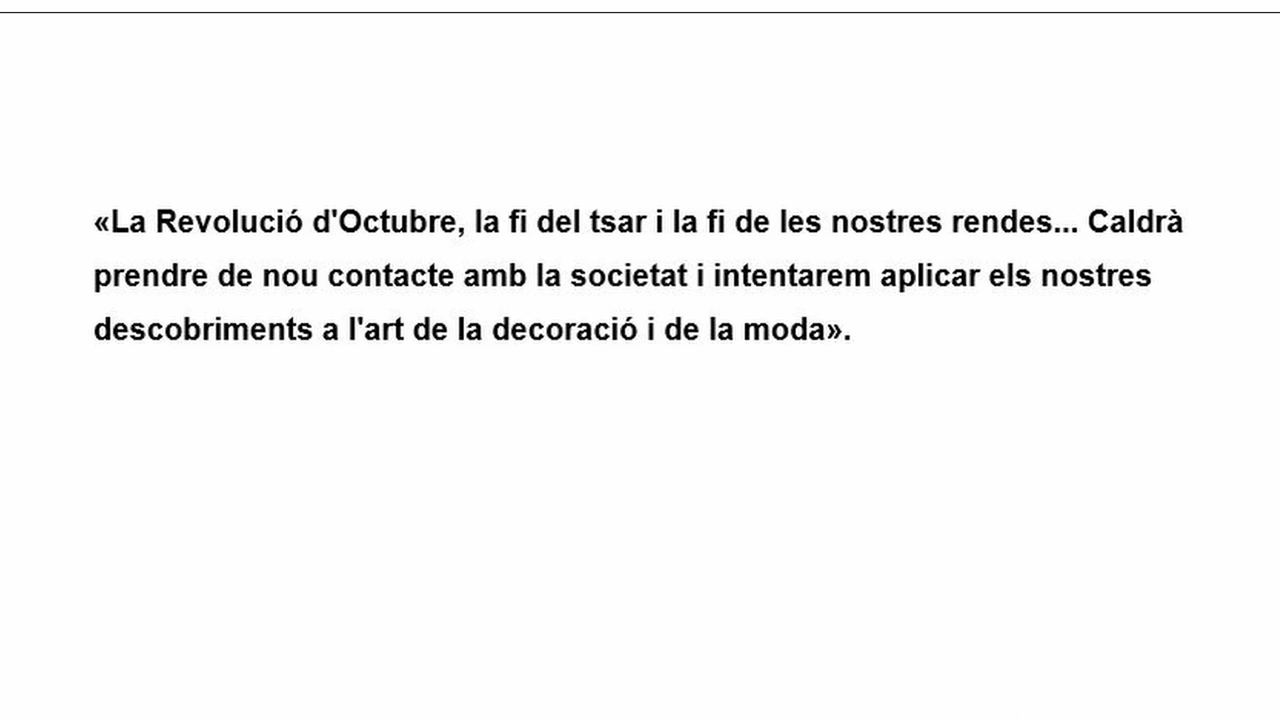 «La Revolució d'Octubre, la fi del tsar i la fi de les nostres rendes... Caldrà
prendre de nou contacte amb la societat i intentarem aplicar els nostres
descobriments a l'art de la decoració i de la moda».